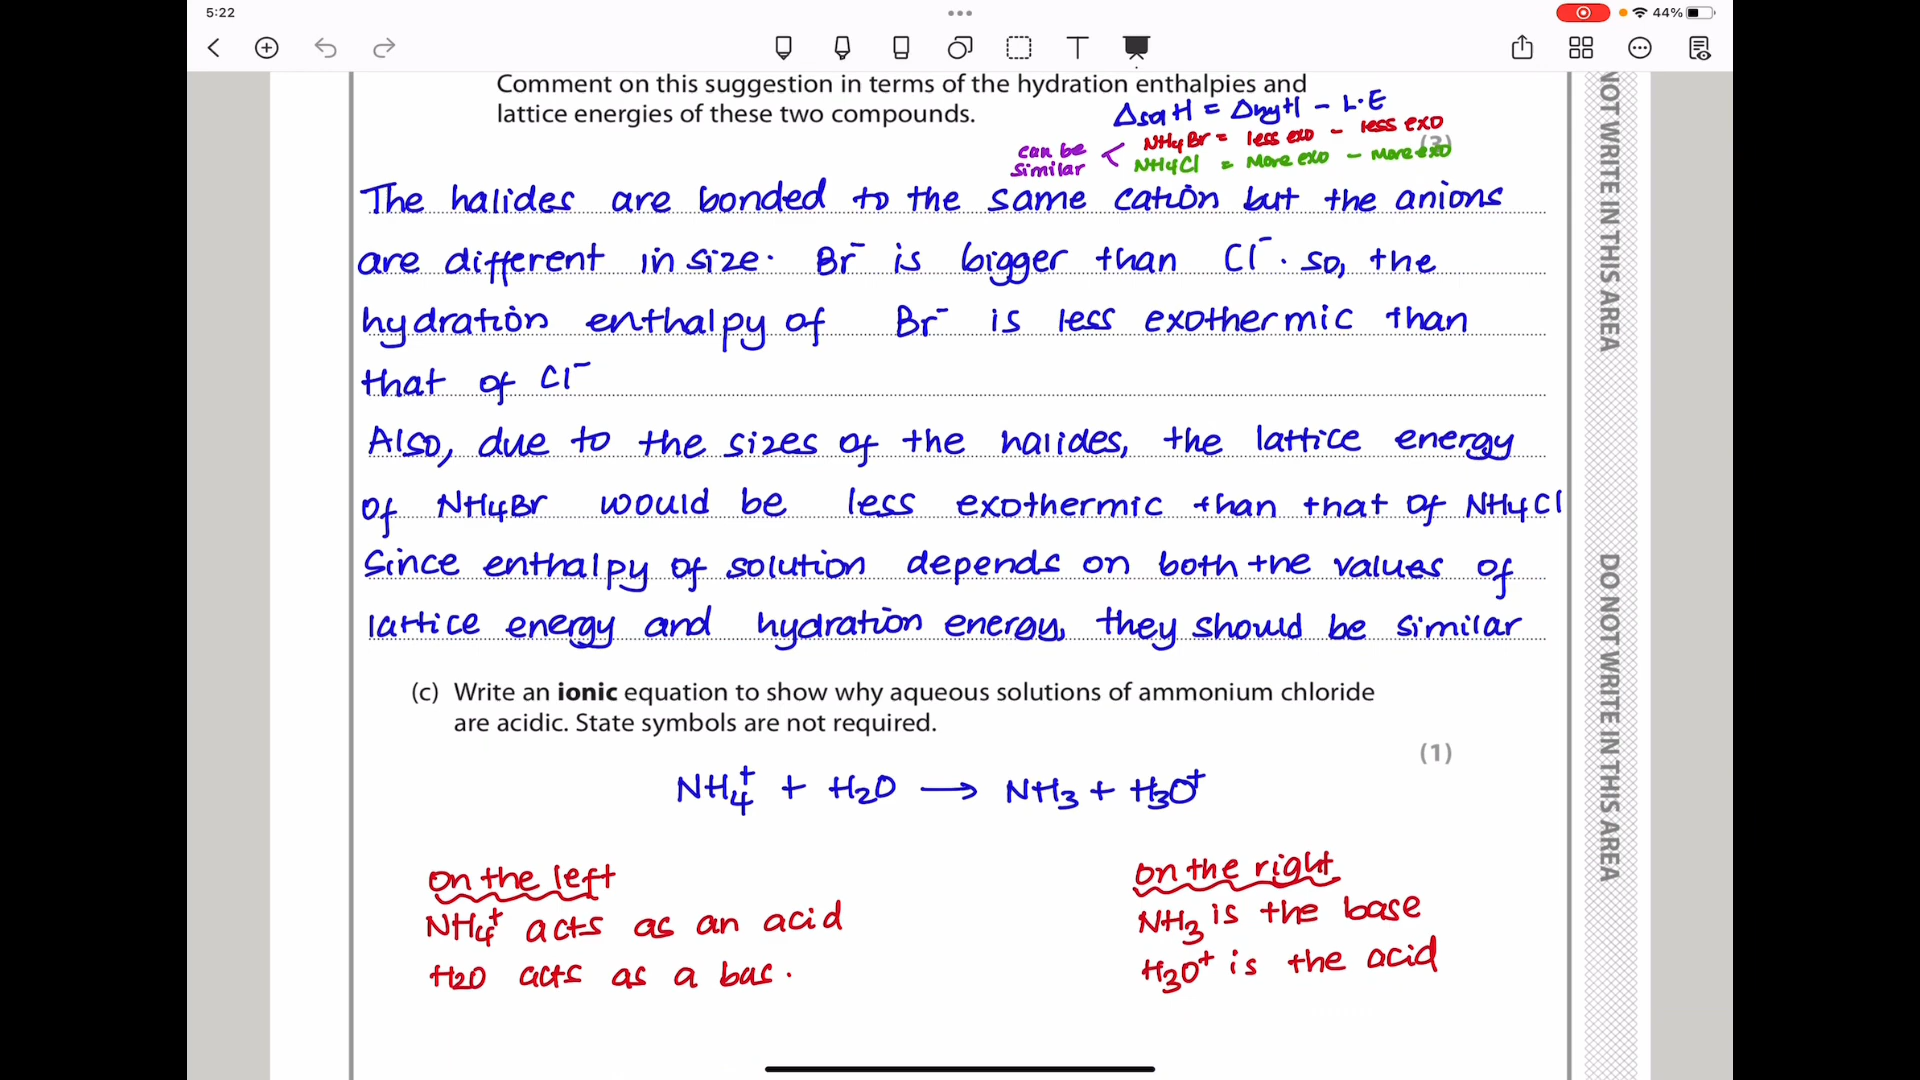 5:22
44%
Comment on this suggestion in terms of the hydration enthalpies and
lattice energies of these two compounds.
ΔsolH = ΔhydH - L.E
NH4Br = less exo - less exo
(3)
can be
similar <
NH4Cl = More exo - More exo
The halides are bonded to the same cation but the anions
are different in size. Br⁻ is bigger than Cl⁻. so, the
hydration enthalpy of Br⁻ is less exothermic than
that of Cl⁻
Also, due to the sizes of the halides, the lattice energy
of NH4Br would be less exothermic than that of NH4Cl
Since enthalpy of solution depends on both the values of
lattice energy and hydration energy, they should be similar
(c) Write an ionic equation to show why aqueous solutions of ammonium chloride
are acidic. State symbols are not required.
(1)
NH₄⁺ + H₂O → NH₃ + H₃O⁺
On the left
NH₄⁺ acts as an acid
H₂O acts as a bas.
on the right
NH₃ is the base
H₃O⁺ is the acid
NOT WRITE IN THIS AREA
DO NOT WRITE IN THIS AREA